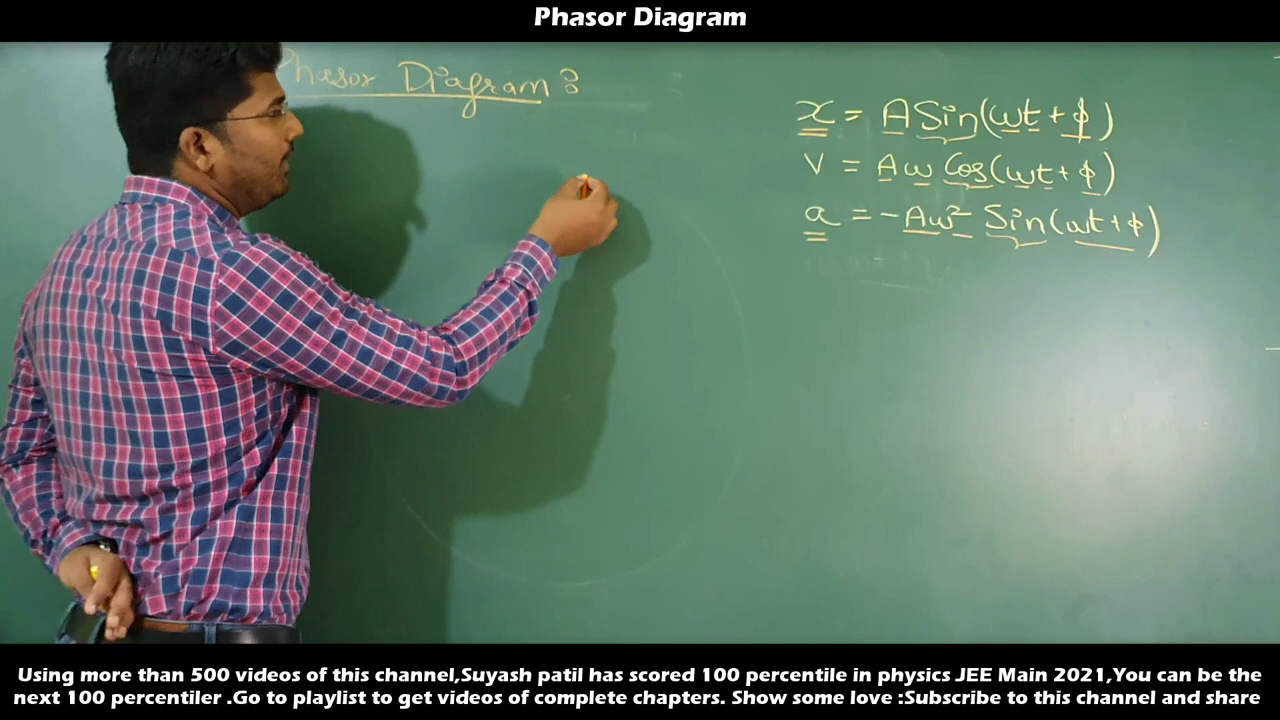 Phasor Diagram
Phasor Diagram :
x = A Sin(ωt + ϕ)
V = Aω Cos(ωt + ϕ)
a = -Aω² Sin(ωt + ϕ)
Using more than 500 videos of this channel,Suyash patil has scored 100 percentile in physics JEE Main 2021,You can be the
next 100 percentiler .Go to playlist to get videos of complete chapters. Show some love :Subscribe to this channel and share